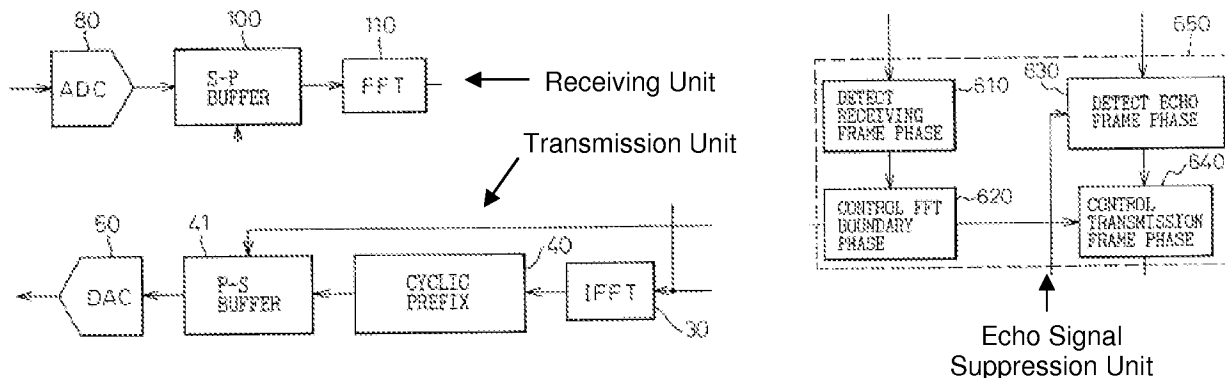 80
ADC
100
S-P
BUFFER
110
FFT
Receiving Unit
Transmission Unit
60
DAC
41
P-S
BUFFER
40
CYCLIC
PREFIX
IFFT
30
650
610
DETECT
RECEIVING
FRAME PHASE
630
DETECT ECHO
FRAME PHASE
620
CONTROL FFT
BOUNDARY
PHASE
640
CONTROL
TRANSMISSION
FRAME PHASE
Echo Signal
Suppression Unit